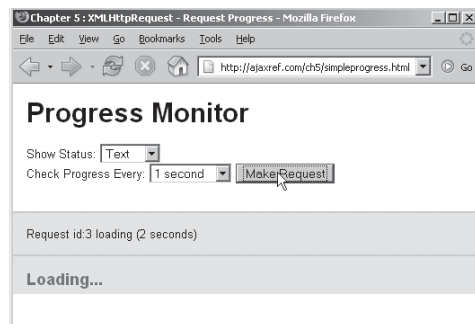 Chapter 5 : XMLHttpRequest - Request Progress - Mozilla Firefox
File Edit View Go Bookmarks Tools Help
http://ajaxref.com/ch5/simpleprogress.html Go
Progress Monitor
Show Status: Text
Check Progress Every: 1 second Make Request
Request id:3 loading (2 seconds)
Loading...